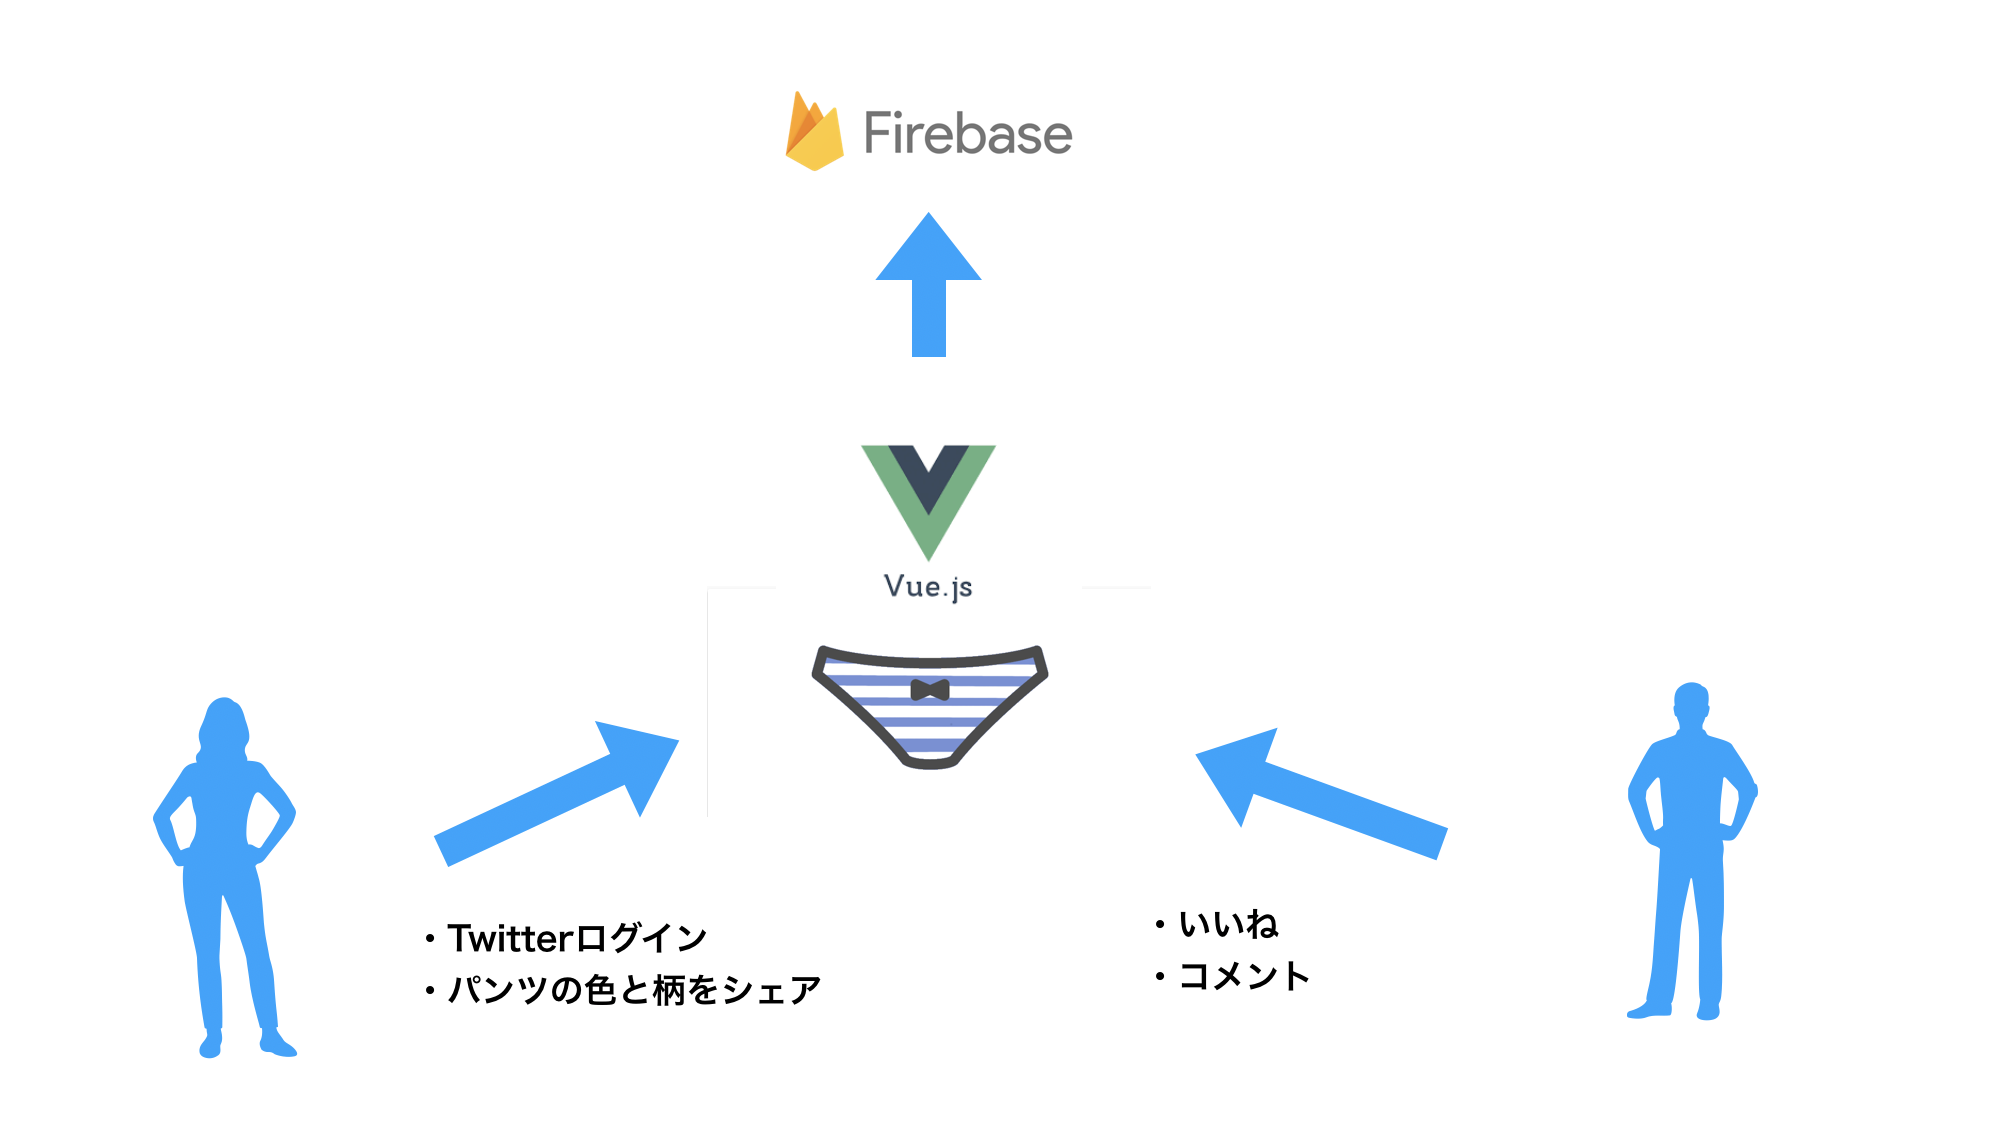 Firebase
Vue.js
・Twitterログイン
・パンツの色と柄をシェア
・いいね
・コメント